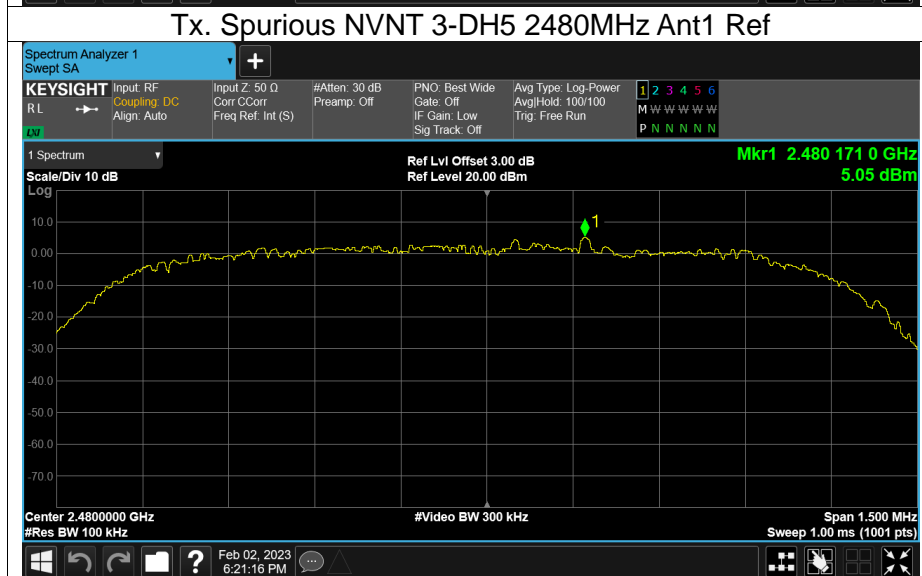 Tx. Spurious NVNT 3-DH5 2480MHz Ant1 Ref
Spectrum Analyzer 1
Swept SA
+
KEYSIGHT
RL
LXI
Input: RF
Coupling: DC
Align: Auto
Input Z: 50 Ω
Corr CCorr
Freq Ref: Int (S)
#Atten: 30 dB
Preamp: Off
PNO: Best Wide
Gate: Off
IF Gain: Low
Sig Track: Off
Avg Type: Log-Power
Avg|Hold: 100/100
Trig: Free Run
1 2 3 4 5 6
M W W W W W
P N N N N N
1 Spectrum
Scale/Div 10 dB
Ref Lvl Offset 3.00 dB
Ref Level 20.00 dBm
Mkr1 2.480 171 0 GHz
5.05 dBm
Log
10.0
0.00
-10.0
-20.0
-30.0
-40.0
-50.0
-60.0
-70.0
1
Center 2.4800000 GHz
#Res BW 100 kHz
#Video BW 300 kHz
Span 1.500 MHz
Sweep 1.00 ms (1001 pts)
?
Feb 02, 2023
6:21:16 PM